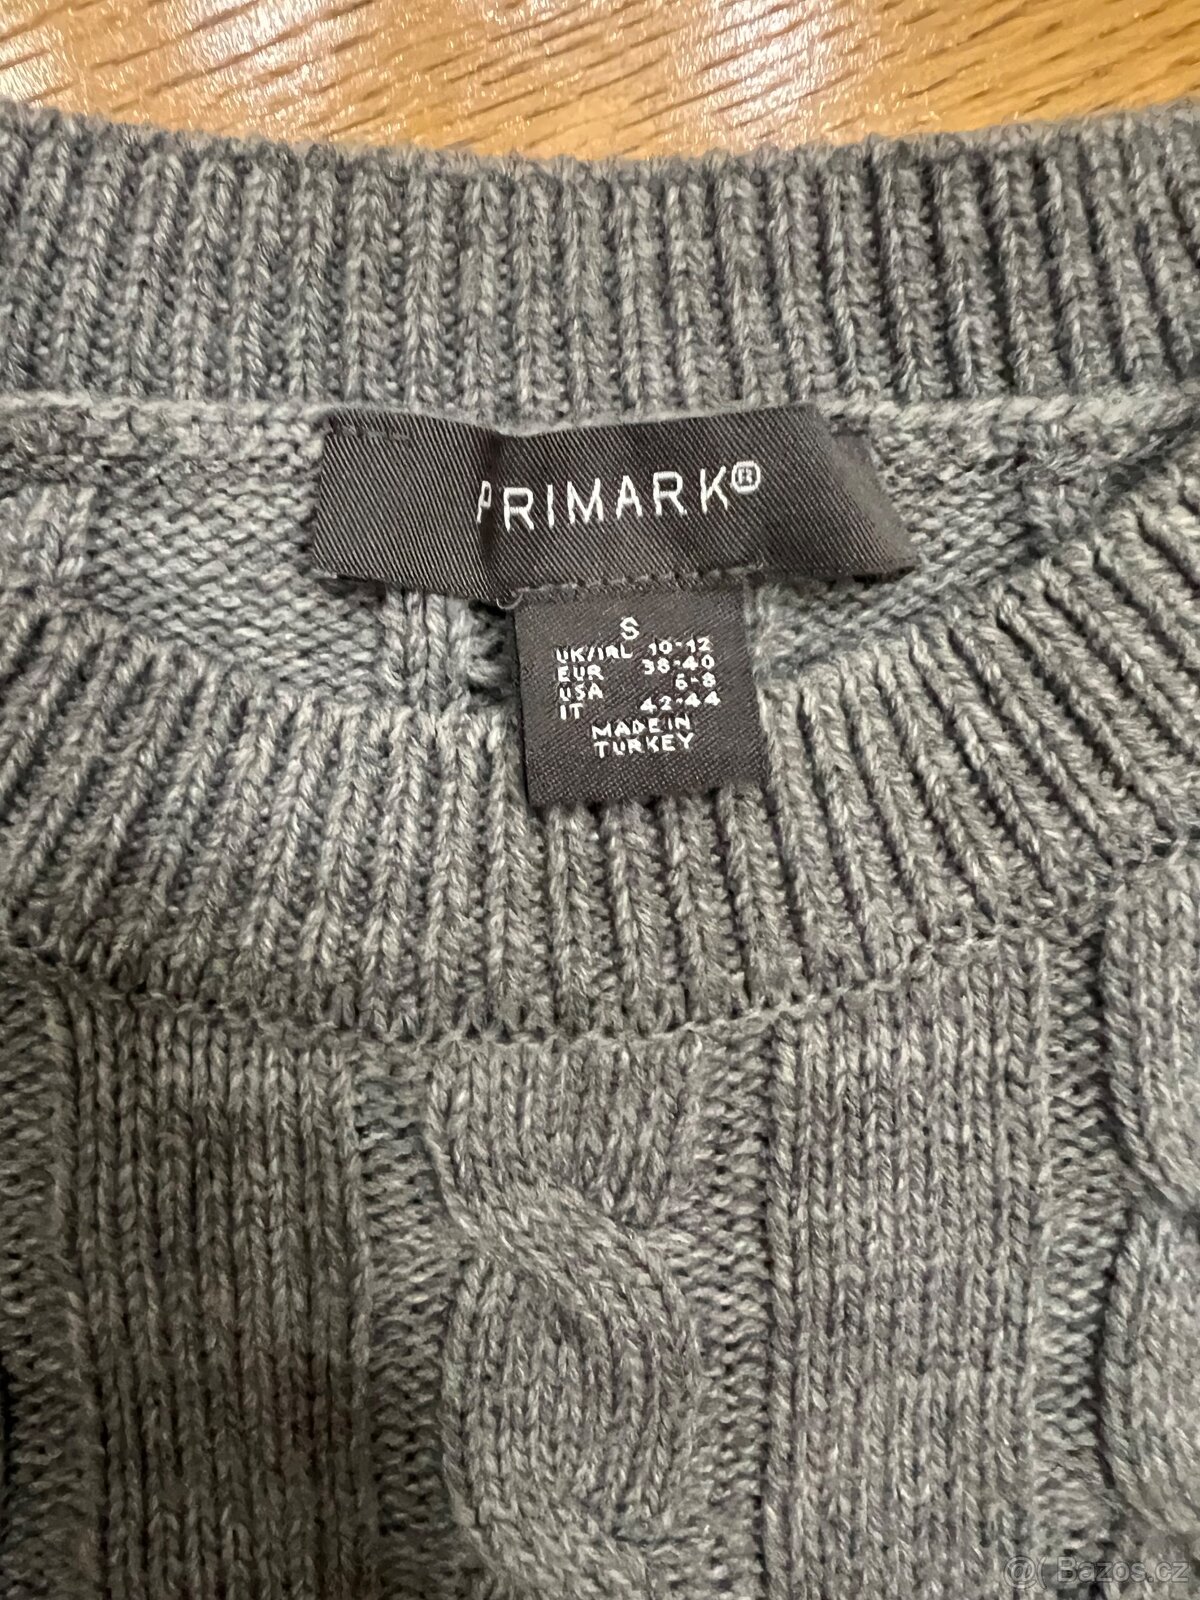 PRIMARK®
S
UK/IRL 10-12
EUR 38-40
USA 6-8
IT 42-44
MADE IN
TURKEY
@( Bazos.cz